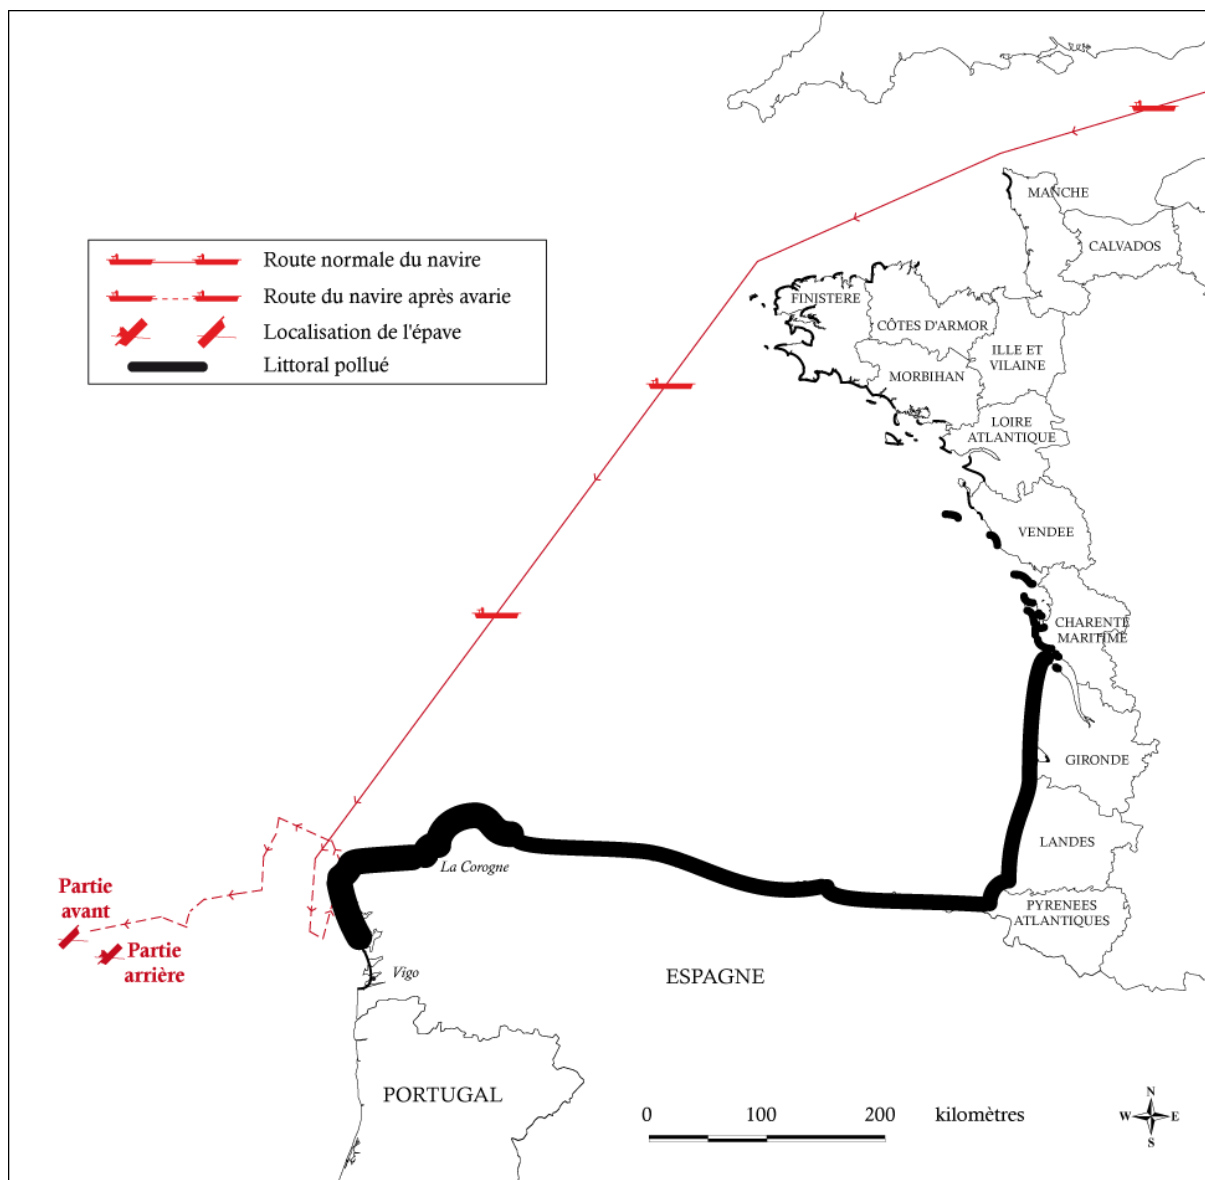 MANCHE
CALVADOS
Route normale du navire
Route du navire après avarie
Localisation de l'épave
Littoral pollué
FINISTERE
CÔTES D'ARMOR
ILLE ET
VILAINE
MORBIHAN
LOIRE
ATLANTIQUE
VENDEE
CHARENTE
MARITIME
GIRONDE
LANDES
La Corogne
PYRENEES
ATLANTIQUES
Partie
avant
Partie
arrière
Vigo
ESPAGNE
PORTUGAL
0 100 200 kilomètres
N
W E
S